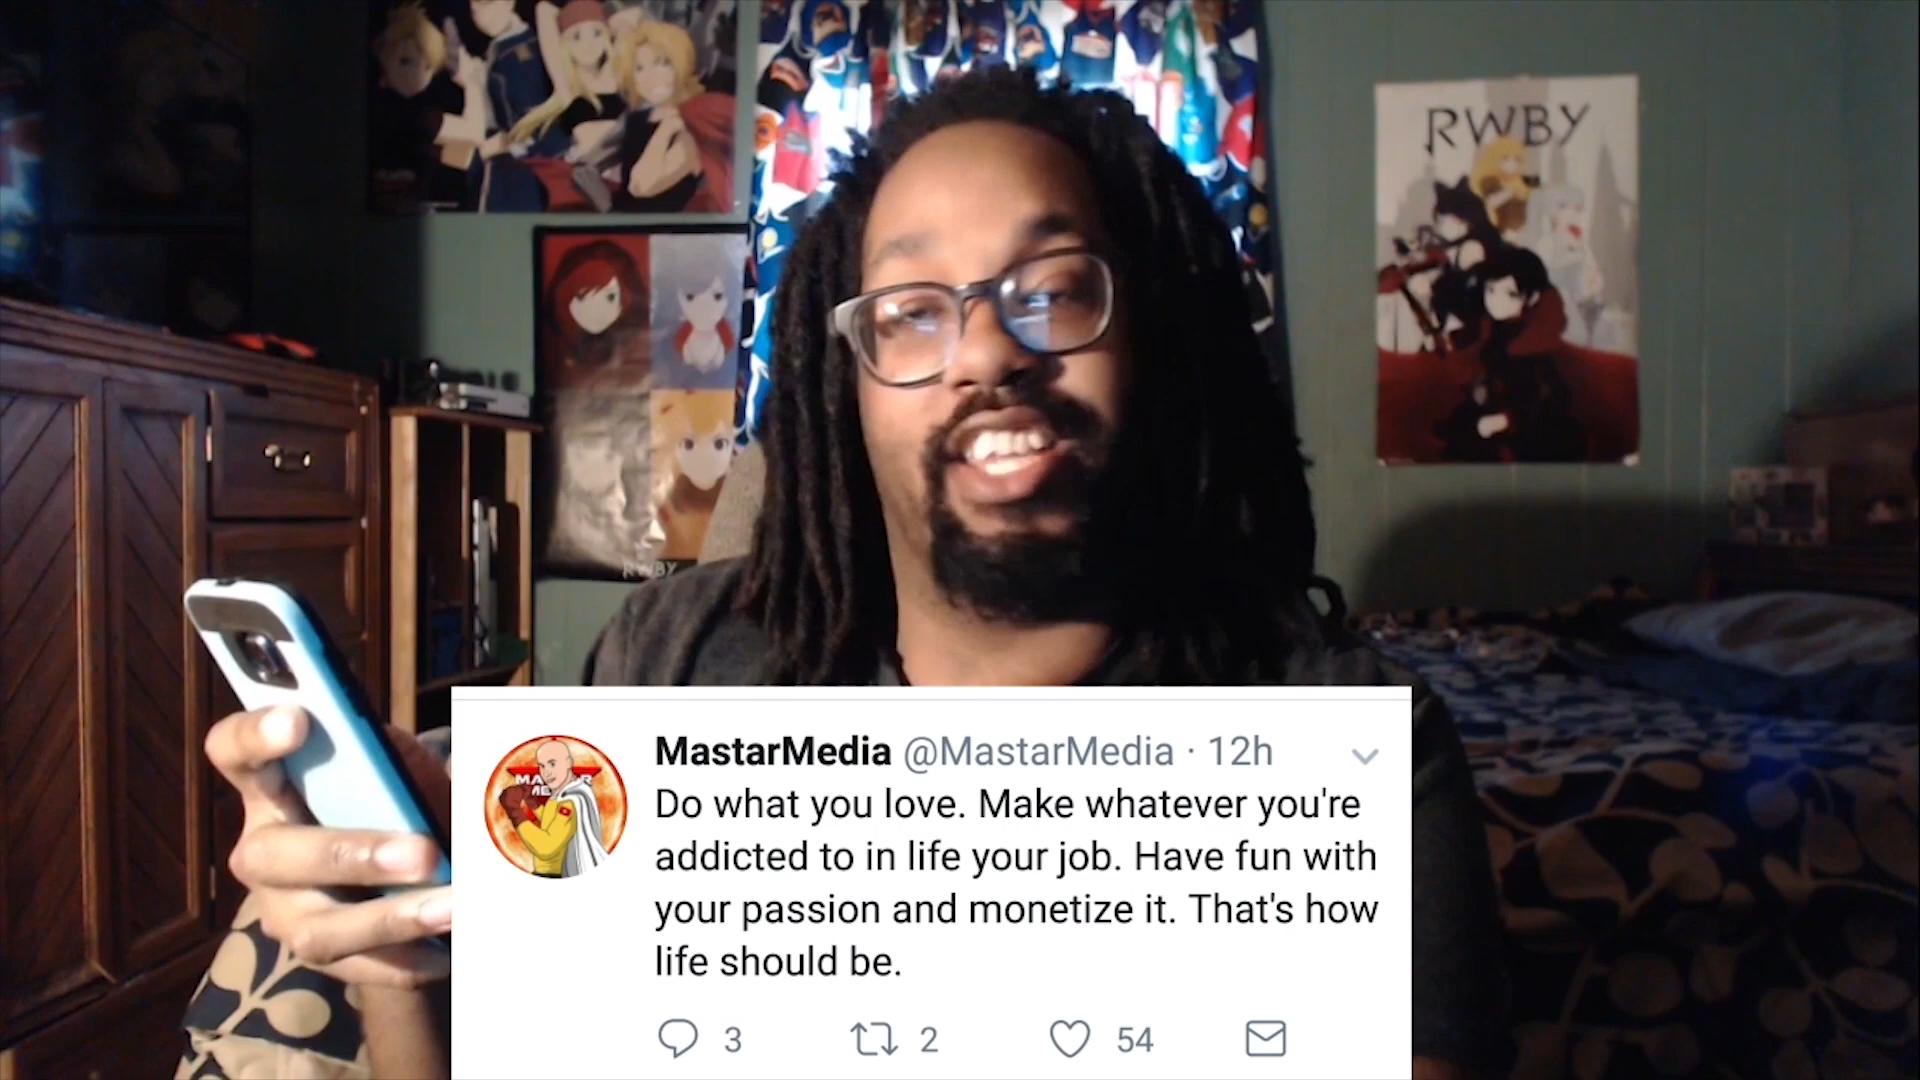 RWBY
RWBY
MastarMedia @MastarMedia · 12h
Do what you love. Make whatever you're
addicted to in life your job. Have fun with
your passion and monetize it. That's how
life should be.
3 2 54